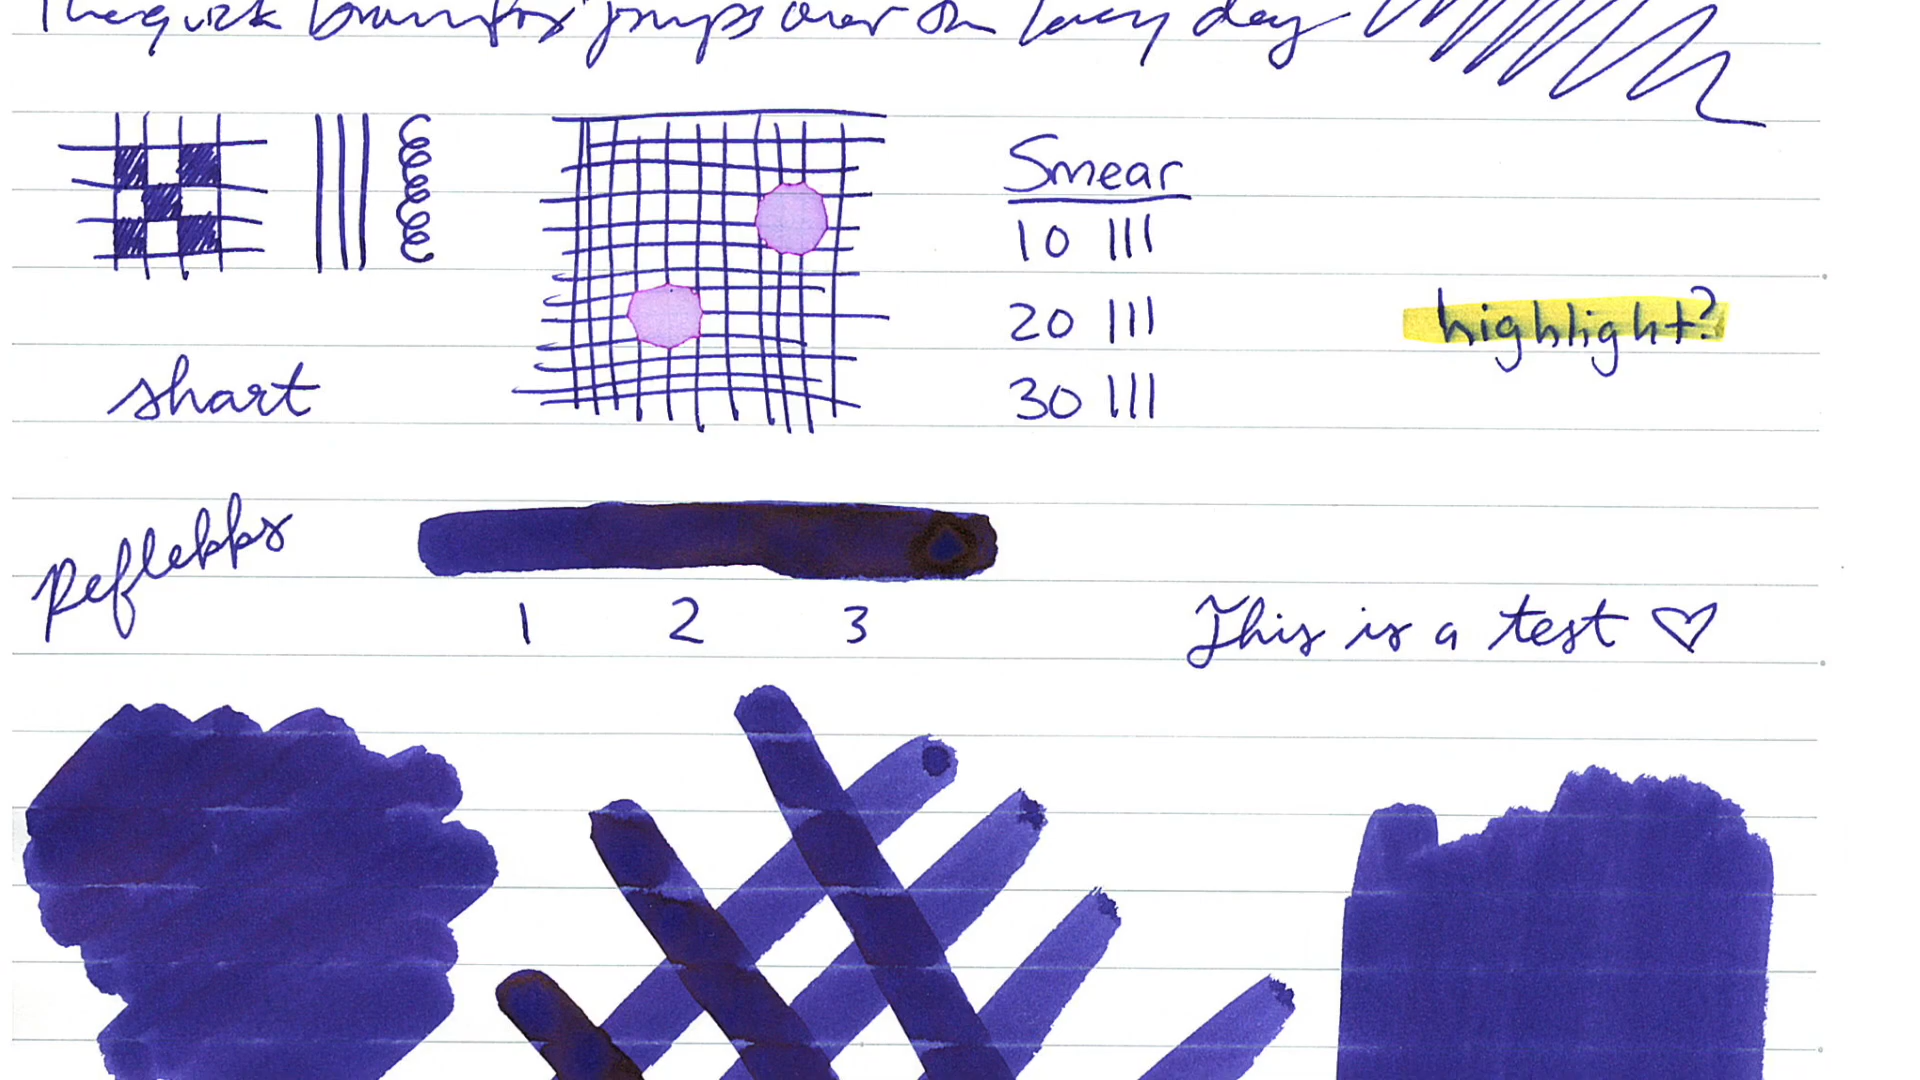 The quick brown fox jumps over the lazy dog
Smear
10 |||
20 |||
highlight?
shart
30 |||
Reflekks
1 2 3
This is a test ♡